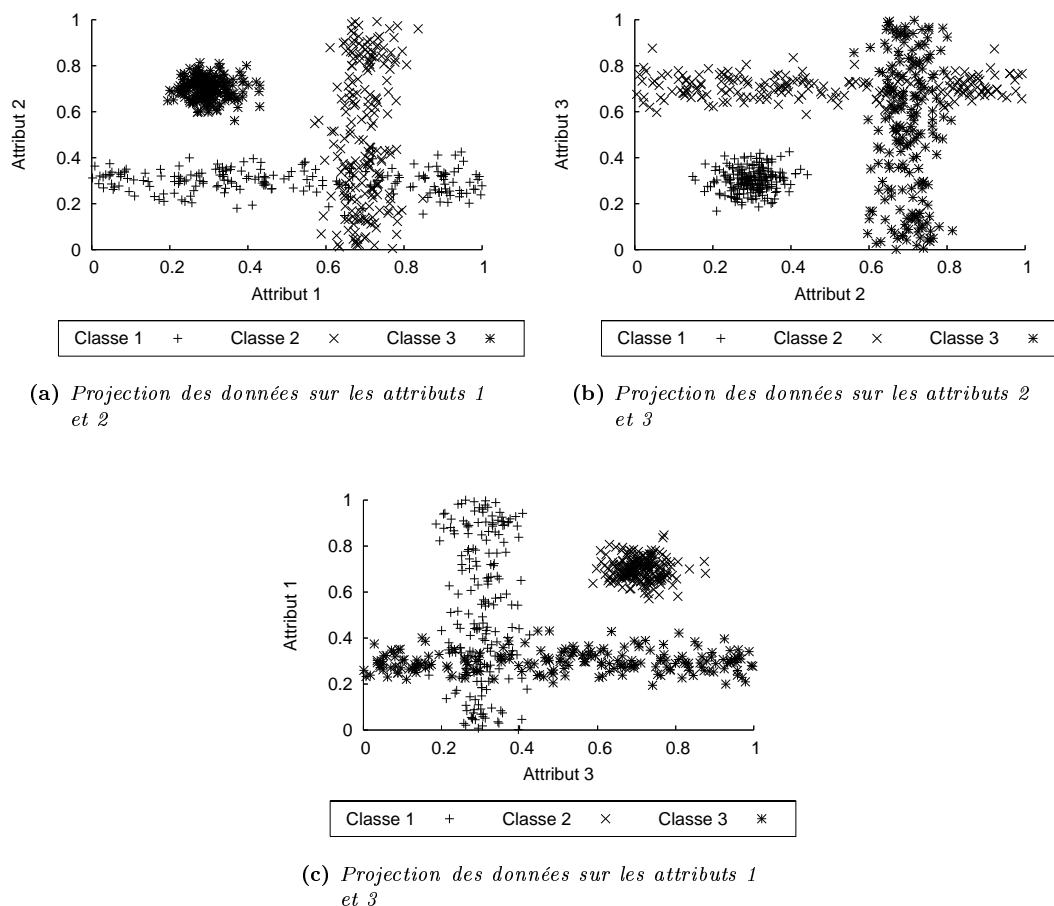 1
0.8
0.6
0.4
0.2
0
Attribut 2
0 0.2 0.4 0.6 0.8 1
Attribut 1
Classe 1 Classe 2 Classe 3
(a) Projection des données sur les attributs 1
et 2
1
0.8
0.6
0.4
0.2
0
Attribut 3
0 0.2 0.4 0.6 0.8 1
Attribut 2
Classe 1 Classe 2 Classe 3
(b) Projection des données sur les attributs 2
et 3
1
0.8
0.6
0.4
0.2
0
Attribut 1
0 0.2 0.4 0.6 0.8 1
Attribut 3
Classe 1 Classe 2 Classe 3
(c) Projection des données sur les attributs 1
et 3